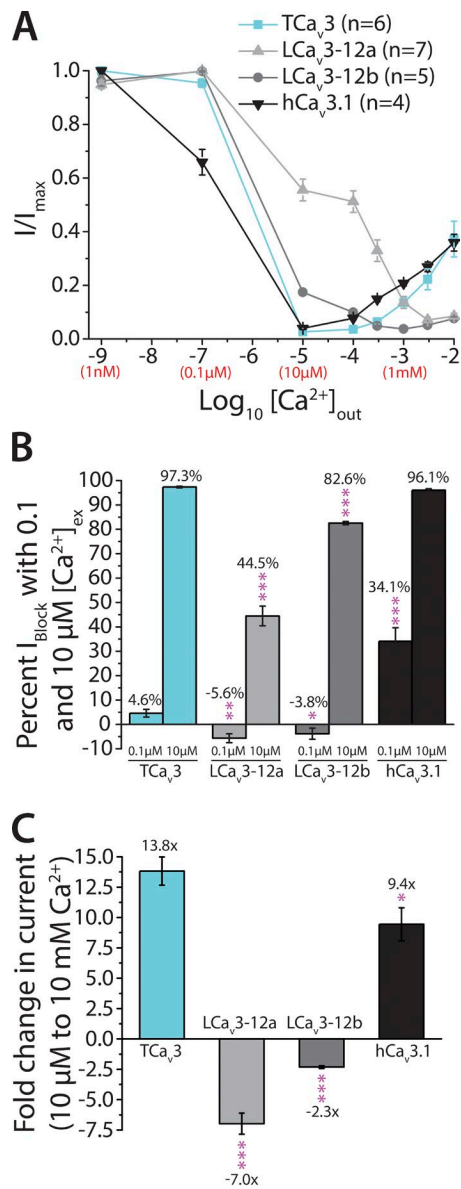 A
TCaᵥ3 (n=6)
LCaᵥ3-12a (n=7)
LCaᵥ3-12b (n=5)
hCaᵥ3.1 (n=4)
I/Imax
1.0
0.8
0.6
0.4
0.2
0.0
-9 -8 -7 -6 -5 -4 -3 -2
(1nM) (0.1µM) (10µM) (1mM)
Log₁₀ [Ca²⁺]out
B
Percent IBlock with 0.1
and 10 µM [Ca²⁺]ex
100
90
80
70
60
50
40
30
20
10
0
-10
4.6% 97.3% -5.6% 44.5% -3.8% 82.6% 34.1% 96.1%
** *** * *** ***
0.1µM 10µM 0.1µM 10µM 0.1µM 10µM 0.1µM 10µM
TCaᵥ3 LCaᵥ3-12a LCaᵥ3-12b hCaᵥ3.1
C
Fold change in current
(10 µM to 10 mM Ca²⁺)
15.0
12.5
10.0
7.5
5.0
2.5
0.0
-2.5
-5.0
-7.5
13.8x
9.4x
*
LCaᵥ3-12a LCaᵥ3-12b
TCaᵥ3 hCaᵥ3.1
***
-2.3x
***
-7.0x